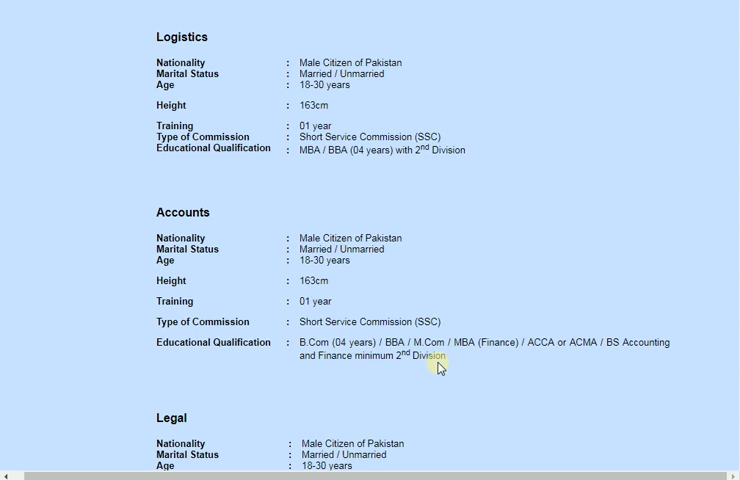 Logistics
Nationality : Male Citizen of Pakistan
Marital Status : Married / Unmarried
Age : 18-30 years
Height : 163cm
Training : 01 year
Type of Commission : Short Service Commission (SSC)
Educational Qualification : MBA / BBA (04 years) with 2nd Division
Accounts
Nationality : Male Citizen of Pakistan
Marital Status : Married / Unmarried
Age : 18-30 years
Height : 163cm
Training : 01 year
Type of Commission : Short Service Commission (SSC)
Educational Qualification : B.Com (04 years) / BBA / M.Com / MBA (Finance) / ACCA or ACMA / BS Accounting
and Finance minimum 2nd Division
Legal
Nationality : Male Citizen of Pakistan
Marital Status : Married / Unmarried
Age : 18-30 years